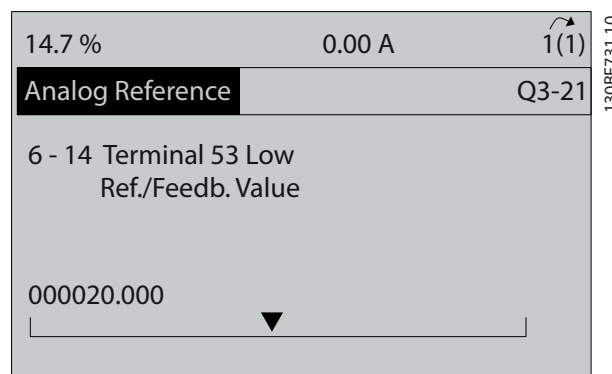 14.7 % 0.00 A 1(1)
Analog Reference Q3-21
6 - 14 Terminal 53 Low
Ref./Feedb. Value
000020.000
130BF731.10